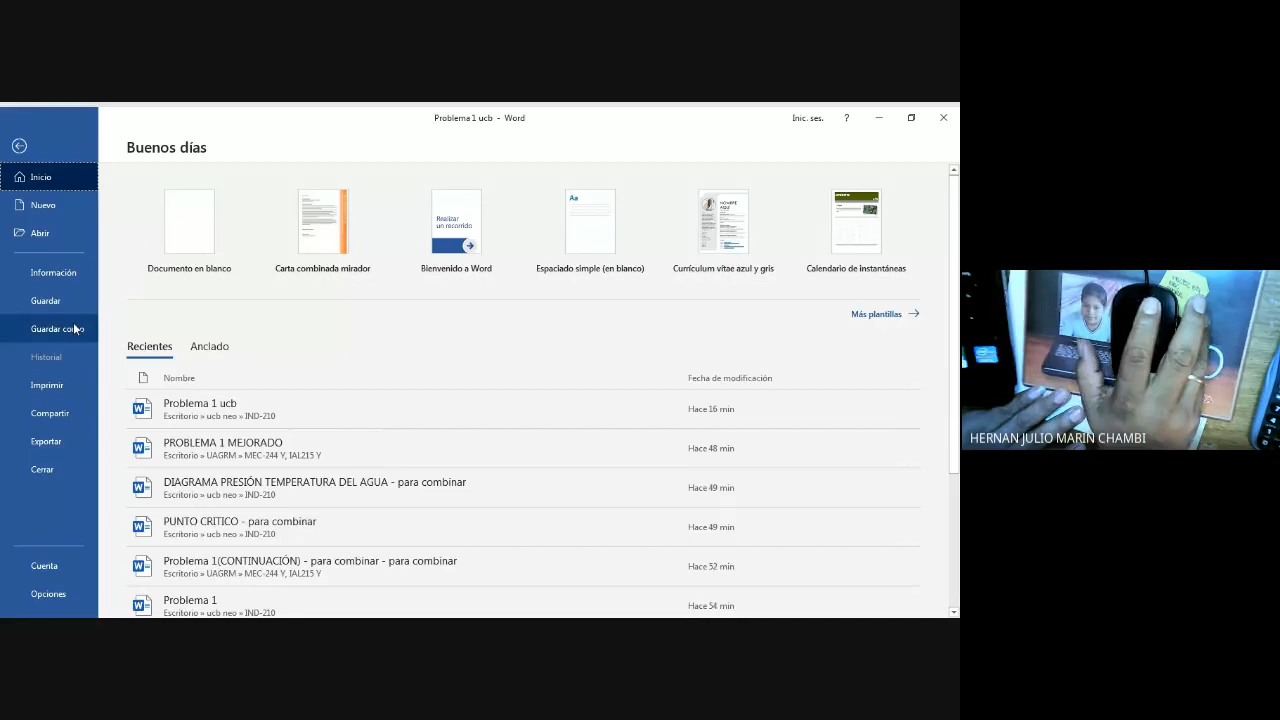 Problema 1 ucb - Word
Inic. ses.
?
Buenos días
Inicio
Nuevo
Abrir
Información
Guardar
Guardar como
Historial
Imprimir
Compartir
Exportar
Cerrar
Cuenta
Opciones
Realizar
un recorrido
Aa
NOMBRE
AQUÍ
Documento en blanco
Carta combinada mirador
Bienvenido a Word
Espaciado simple (en blanco)
Currículum vítae azul y gris
Calendario de instantáneas
Más plantillas
Recientes Anclado
Nombre Fecha de modificación
Problema 1 ucb
Escritorio » ucb neo » IND-210
Hace 16 min
PROBLEMA 1 MEJORADO
Escritorio » UAGRM » MEC-244 Y, IAL215 Y
Hace 48 min
DIAGRAMA PRESIÓN TEMPERATURA DEL AGUA - para combinar
Escritorio » ucb neo » IND-210
Hace 49 min
PUNTO CRITICO - para combinar
Escritorio » ucb neo » IND-210
Hace 49 min
Problema 1(CONTINUACIÓN) - para combinar - para combinar
Escritorio » UAGRM » MEC-244 Y, IAL215 Y
Hace 52 min
Problema 1
Escritorio » ucb neo » IND-210
Hace 54 min
HERNAN JULIO MARIN CHAMBI